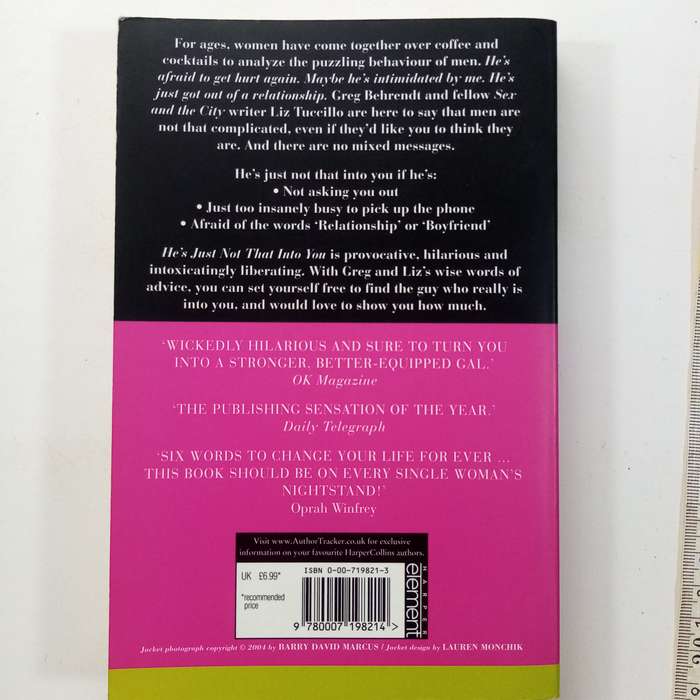 For ages, women have come together over coffee and
cocktails to analyze the puzzling behaviour of men. He's
afraid to get hurt again. Maybe he's intimidated by me. He's
just got out of a relationship. Greg Behrendt and fellow Sex
and the City writer Liz Tuccillo are here to say that men are
not that complicated, even if they'd like you to think they
are. And there are no mixed messages.
He's just not that into you if he's:
• Not asking you out
• Just too insanely busy to pick up the phone
• Afraid of the words 'Relationship' or 'Boyfriend'
He's Just Not That Into You is provocative, hilarious and
intoxicatingly liberating. With Greg and Liz's wise words of
advice, you can set yourself free to find the guy who really is
into you, and would love to show you how much.
'WICKEDLY HILARIOUS AND SURE TO TURN YOU
INTO A STRONGER, BETTER-EQUIPPED GAL.'
OK Magazine
'THE PUBLISHING SENSATION OF THE YEAR.'
Daily Telegraph
'SIX WORDS TO CHANGE YOUR LIFE FOR EVER ...
THIS BOOK SHOULD BE ON EVERY SINGLE WOMAN'S
NIGHTSTAND!'
Oprah Winfrey
Visit www.AuthorTracker.co.uk for exclusive
information on your favourite HarperCollins authors.
UK £6.99*
*recommended
price
ISBN 0-00-719821-3
9 780007 198214 >
HARPER
element
Jacket photograph copyright © 2004 by BARRY DAVID MARCUS / Jacket design by LAUREN MONCHIK